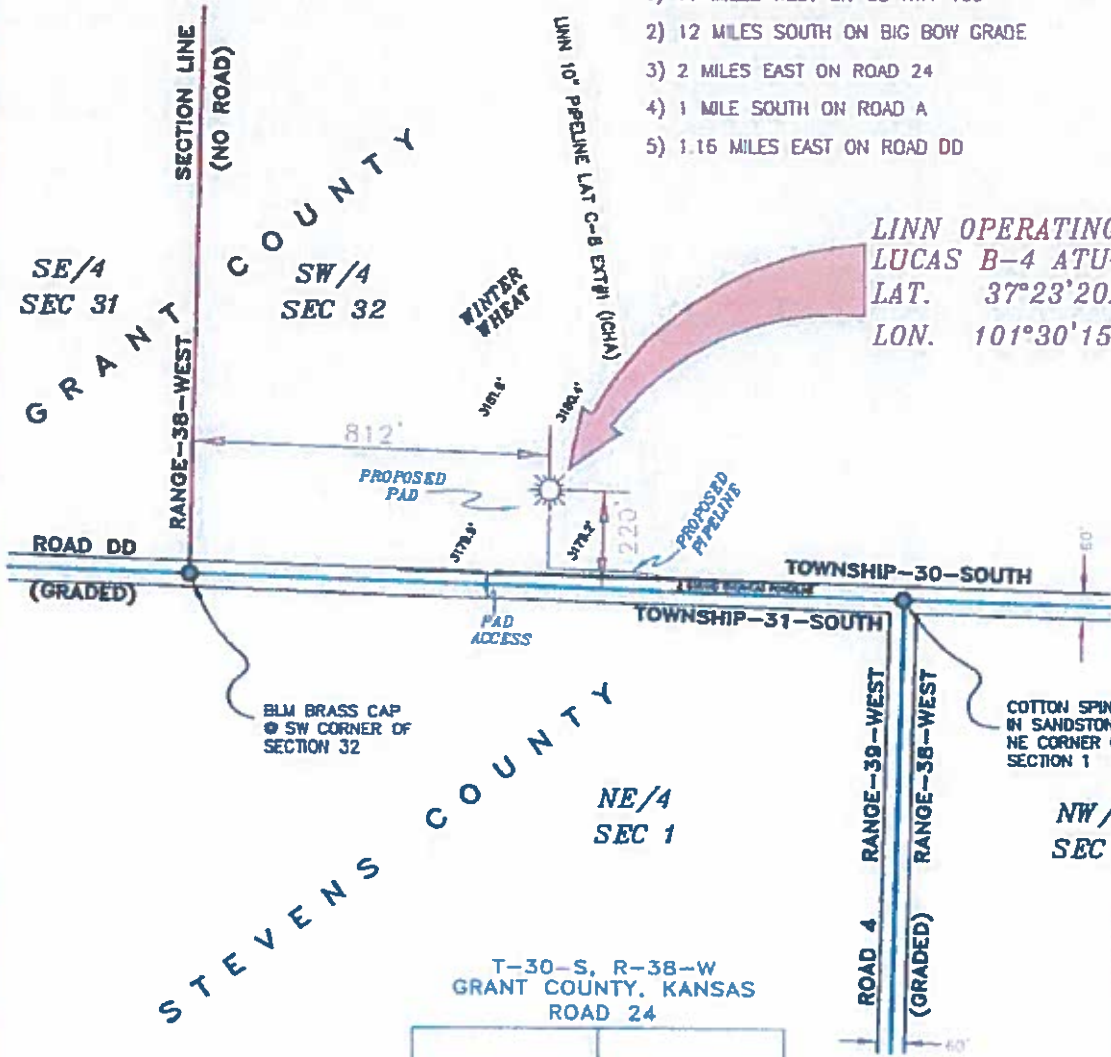 2) 12 MILES SOUTH ON BIG BOW GRADE
3) 2 MILES EAST ON ROAD 24
4) 1 MILE SOUTH ON ROAD A
5) 1.16 MILES EAST ON ROAD DD
SECTION LINE
(NO ROAD)
LINN 10" PIPELINE LAT C-B EXT#1 (ICHA)
LINN OPERATING
LUCAS B-4 ATU-
LAT. 37°23'20.
LON. 101°30'15
SE/4
SEC 31
SW/4
SEC 32
WINTER
WHEAT
GRANT COUNTY
RANGE-38-WEST
812'
3180.4'
PROPOSED
PAD
220'
PROPOSED
PIPELINE
ROAD DD
(GRADED)
TOWNSHIP-30-SOUTH
TOWNSHIP-31-SOUTH
60'
PAD
ACCESS
BLM BRASS CAP
@ SW CORNER OF
SECTION 32
COTTON SPIN
IN SANDSTON
NE CORNER
SECTION 1
STEVENS COUNTY
NE/4
SEC 1
NW/
SEC
RANGE-39-WEST
RANGE-38-WEST
ROAD 4
(GRADED)
60'
T-30-S, R-38-W
GRANT COUNTY, KANSAS
ROAD 24